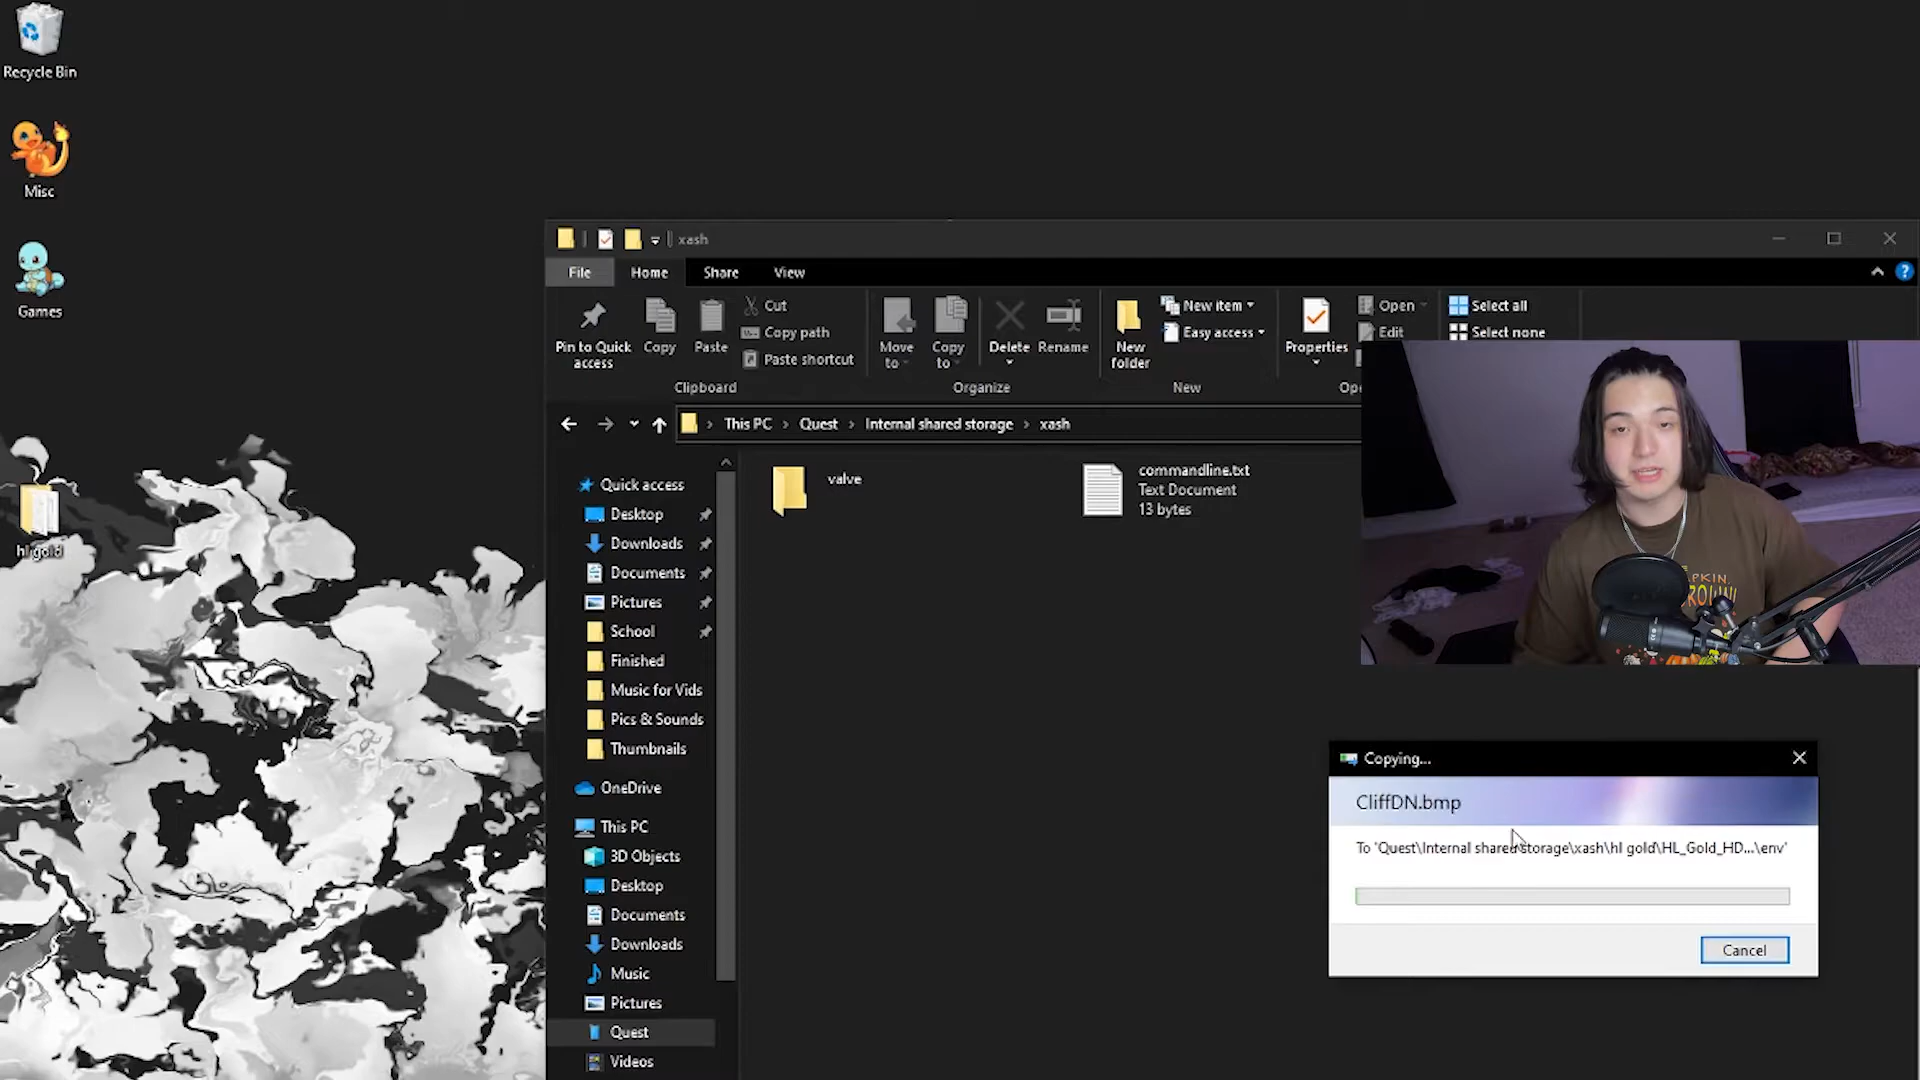 Recycle Bin
Misc
Games
hl gold
xash
File
Home
Share
View
Pin to Quick
access
Copy
Paste
Cut
Copy path
Paste shortcut
Clipboard
Move
to
Copy
to
Delete
Rename
Organize
New
folder
New item
Easy access
New
Properties
Open
Edit
Select all
Select none
This PC
Quest
Internal shared storage
xash
valve
commandline.txt
Text Document
13 bytes
Quick access
Desktop
Downloads
Documents
Pictures
School
Finished
Music for Vids
Pics & Sounds
Thumbnails
OneDrive
This PC
3D Objects
Desktop
Documents
Downloads
Music
Pictures
Quest
Videos
Copying...
CliffDN.bmp
To 'Quest\Internal shared storage\xash\hl gold\HL_Gold_HD...\env'
Cancel